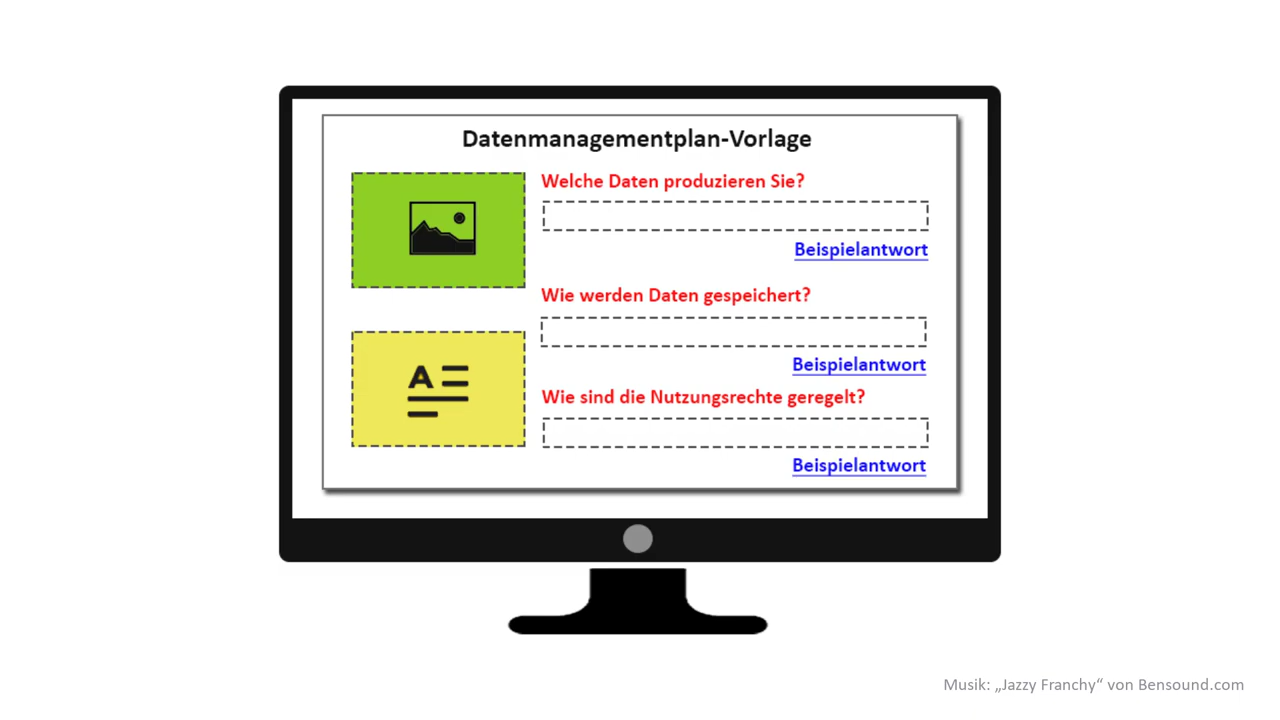 Datenmanagementplan-Vorlage
Welche Daten produzieren Sie?
Beispielantwort
Wie werden Daten gespeichert?
Beispielantwort
A
Wie sind die Nutzungsrechte geregelt?
Beispielantwort
Musik: „Jazzy Franchy“ von Bensound.com